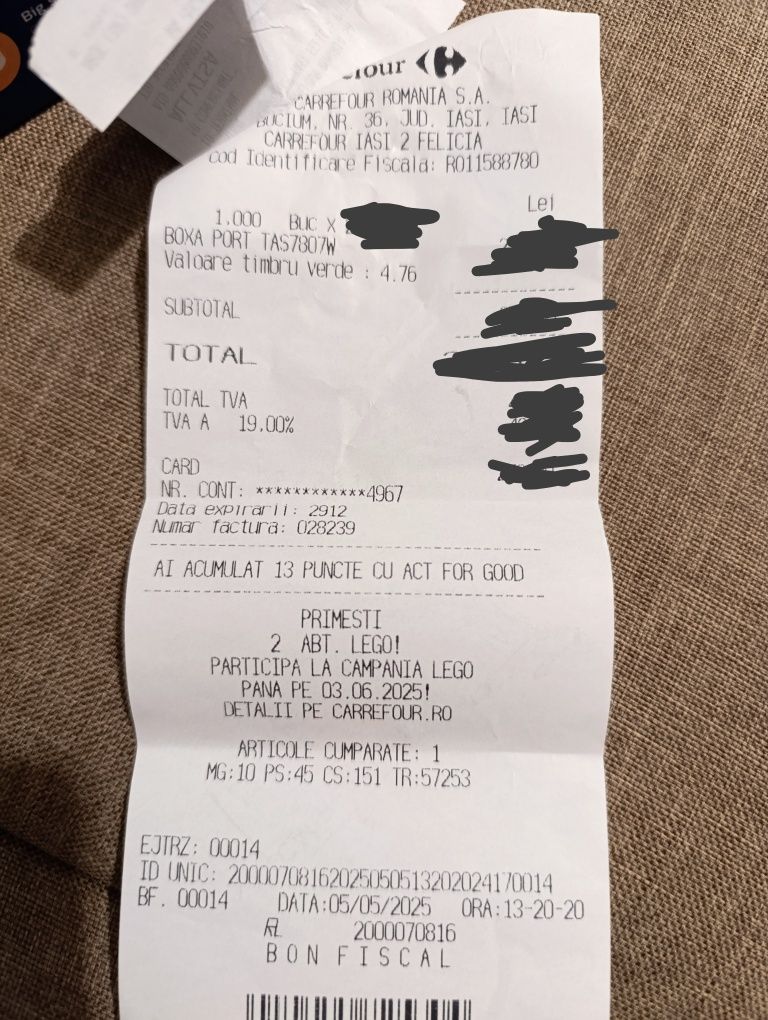 Big
CARREFOUR ROMANIA S.A.
BUCIUM, NR. 36, JUD. IASI, IASI
CARREFOUR IASI 2 FELICIA
Cod Identificare Fiscala: RO11588780
Lei
1.000 Buc X
BOXA PORT TAS7807W
Valoare timbru verde : 4.76
SUBTOTAL
TOTAL
TOTAL TVA
TVA A 19.00%
CARD
NR. CONT: ************4967
Data expirarii: 2912
Numar factura: 028239
AI ACUMULAT 13 PUNCTE CU ACT FOR GOOD
PRIMESTI
2 ABT. LEGO!
PARTICIPA LA CAMPANIA LEGO
PANA PE 03.06.2025!
DETALII PE CARREFOUR.RO
ARTICOLE CUMPARATE: 1
MG:10 PS:45 CS:151 TR:57253
EJTRZ: 00014
ID UNIC: 2000070816202505051320202417​0014
BF. 00014 DATA:05/05/2025 ORA:13-20-20
2000070816
BON FISCAL